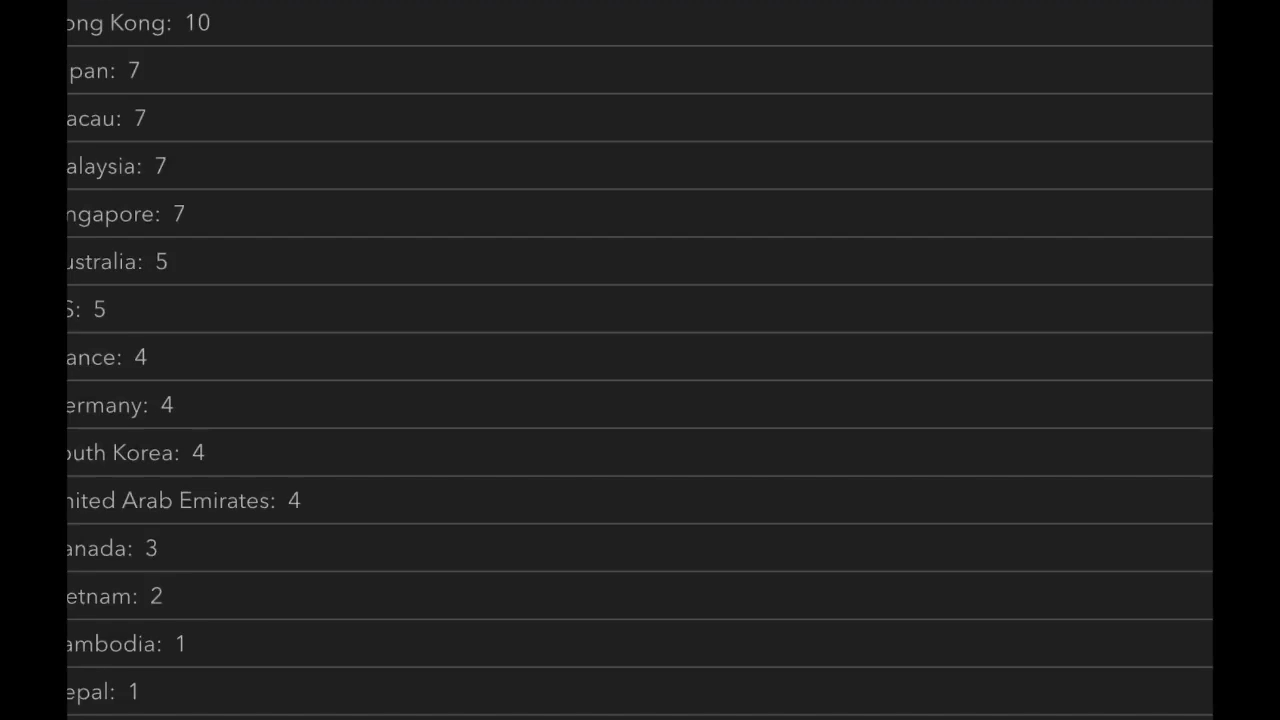 ong Kong: 10
pan: 7
acau: 7
alaysia: 7
ngapore: 7
ustralia: 5
S: 5
ance: 4
ermany: 4
outh Korea: 4
nited Arab Emirates: 4
anada: 3
etnam: 2
ambodia: 1
epal: 1